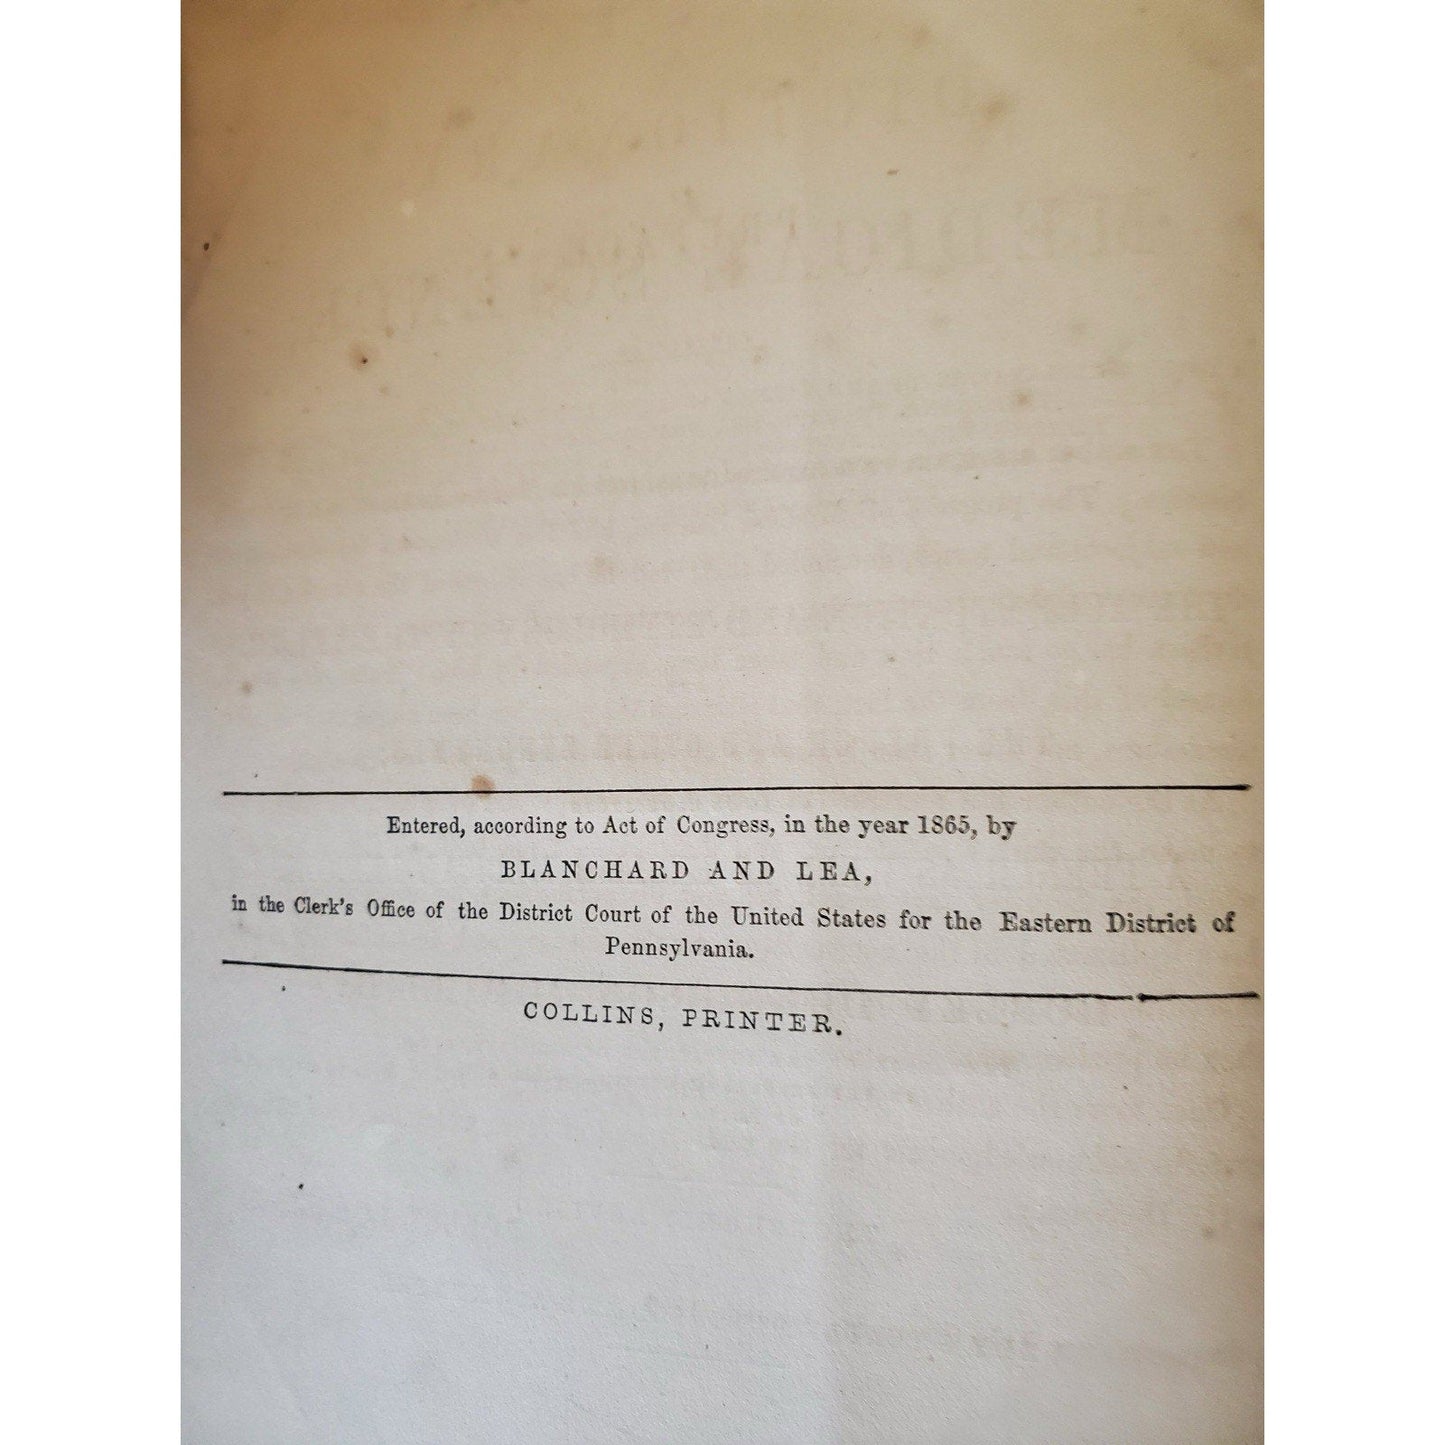 Entered, according to Act of Congress, in the year 1865, by
BLANCHARD AND LEA,
in the Clerk's Office of the District Court of the United States for the Eastern District of
Pennsylvania.
COLLINS, PRINTER.